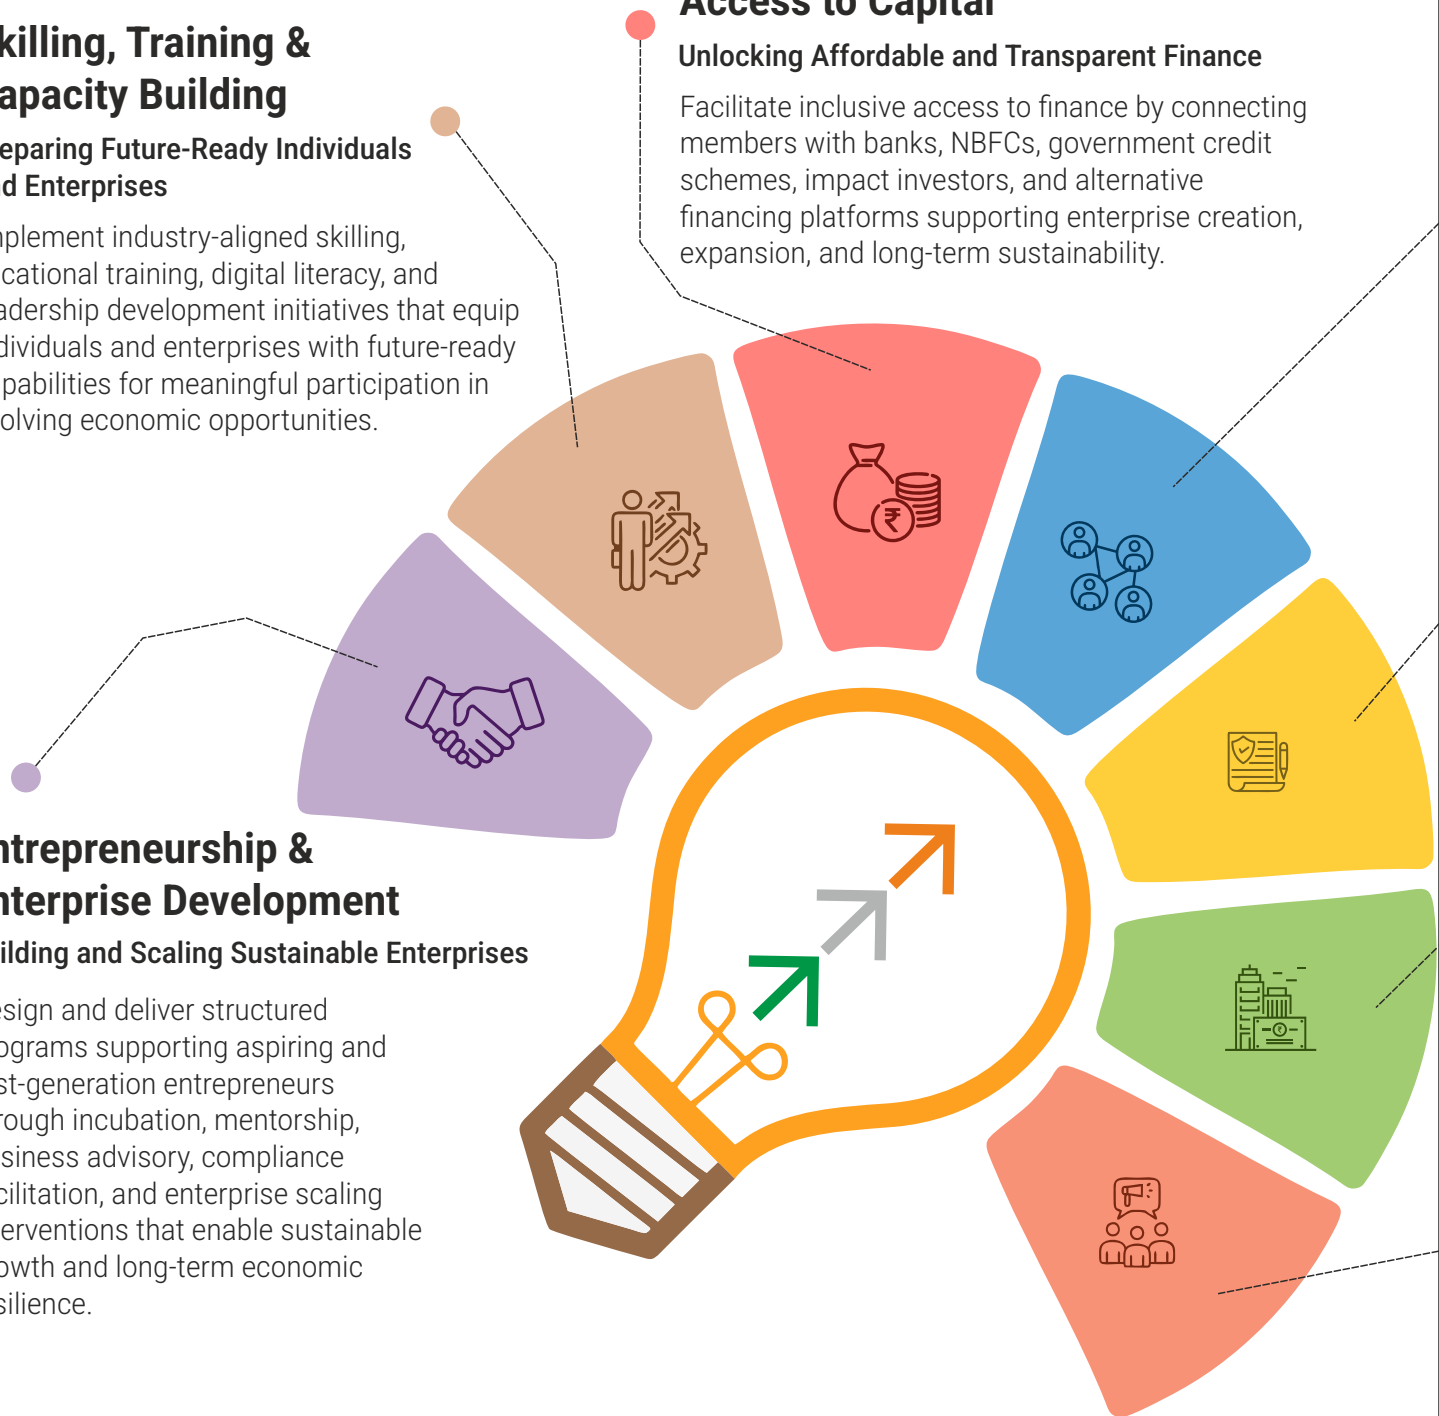 killing, Training &
apacity Building
eparing Future-Ready Individuals
d Enterprises
plement industry-aligned skilling,
cational training, digital literacy, and
adership development initiatives that equip
dividuals and enterprises with future-ready
pabilities for meaningful participation in
olving economic opportunities.
Access to Capital
Unlocking Affordable and Transparent Finance
Facilitate inclusive access to finance by connecting
members with banks, NBFCs, government credit
schemes, impact investors, and alternative
financing platforms supporting enterprise creation,
expansion, and long-term sustainability.
ntrepreneurship &
nterprise Development
ilding and Scaling Sustainable Enterprises
sign and deliver structured
ograms supporting aspiring and
st-generation entrepreneurs
rough incubation, mentorship,
siness advisory, compliance
cilitation, and enterprise scaling
erventions that enable sustainable
owth and long-term economic
silience.
₹
₹